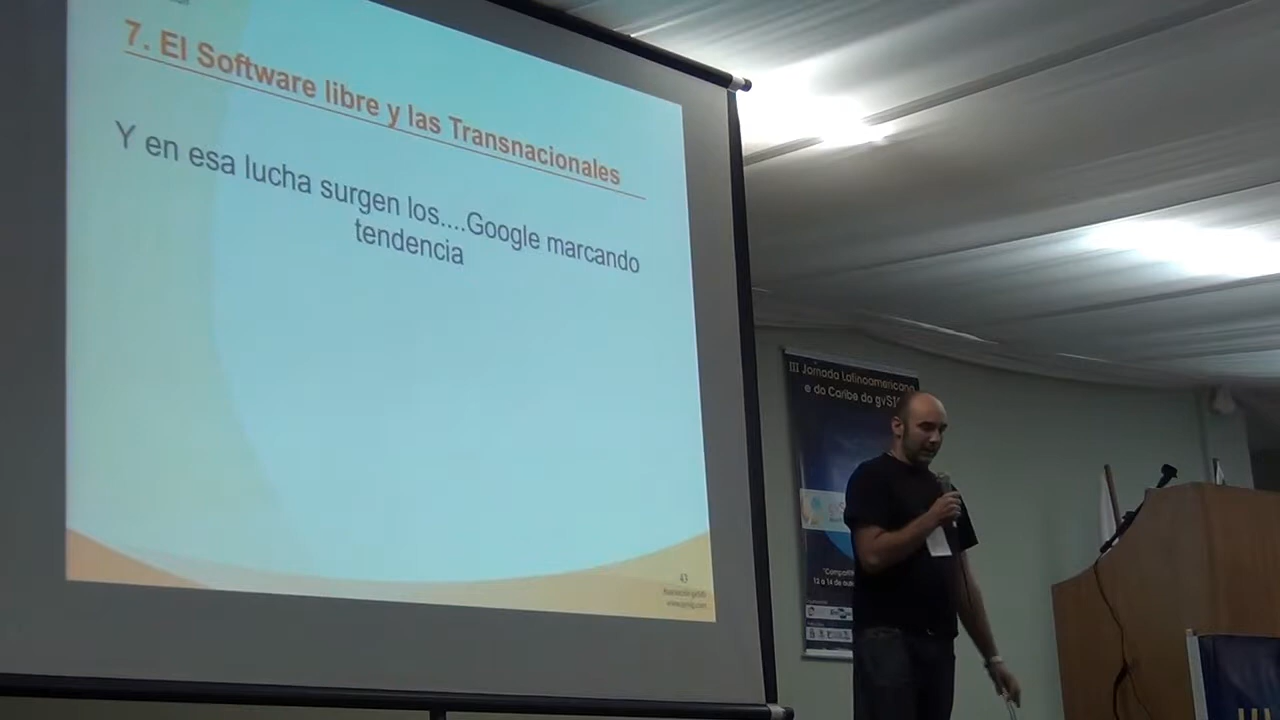 7. El Software libre y las Transnacionales
Y en esa lucha surgen los....Google marcando
tendencia
43
III Jornada Latinoamericana
e do Caribe do gvSIG